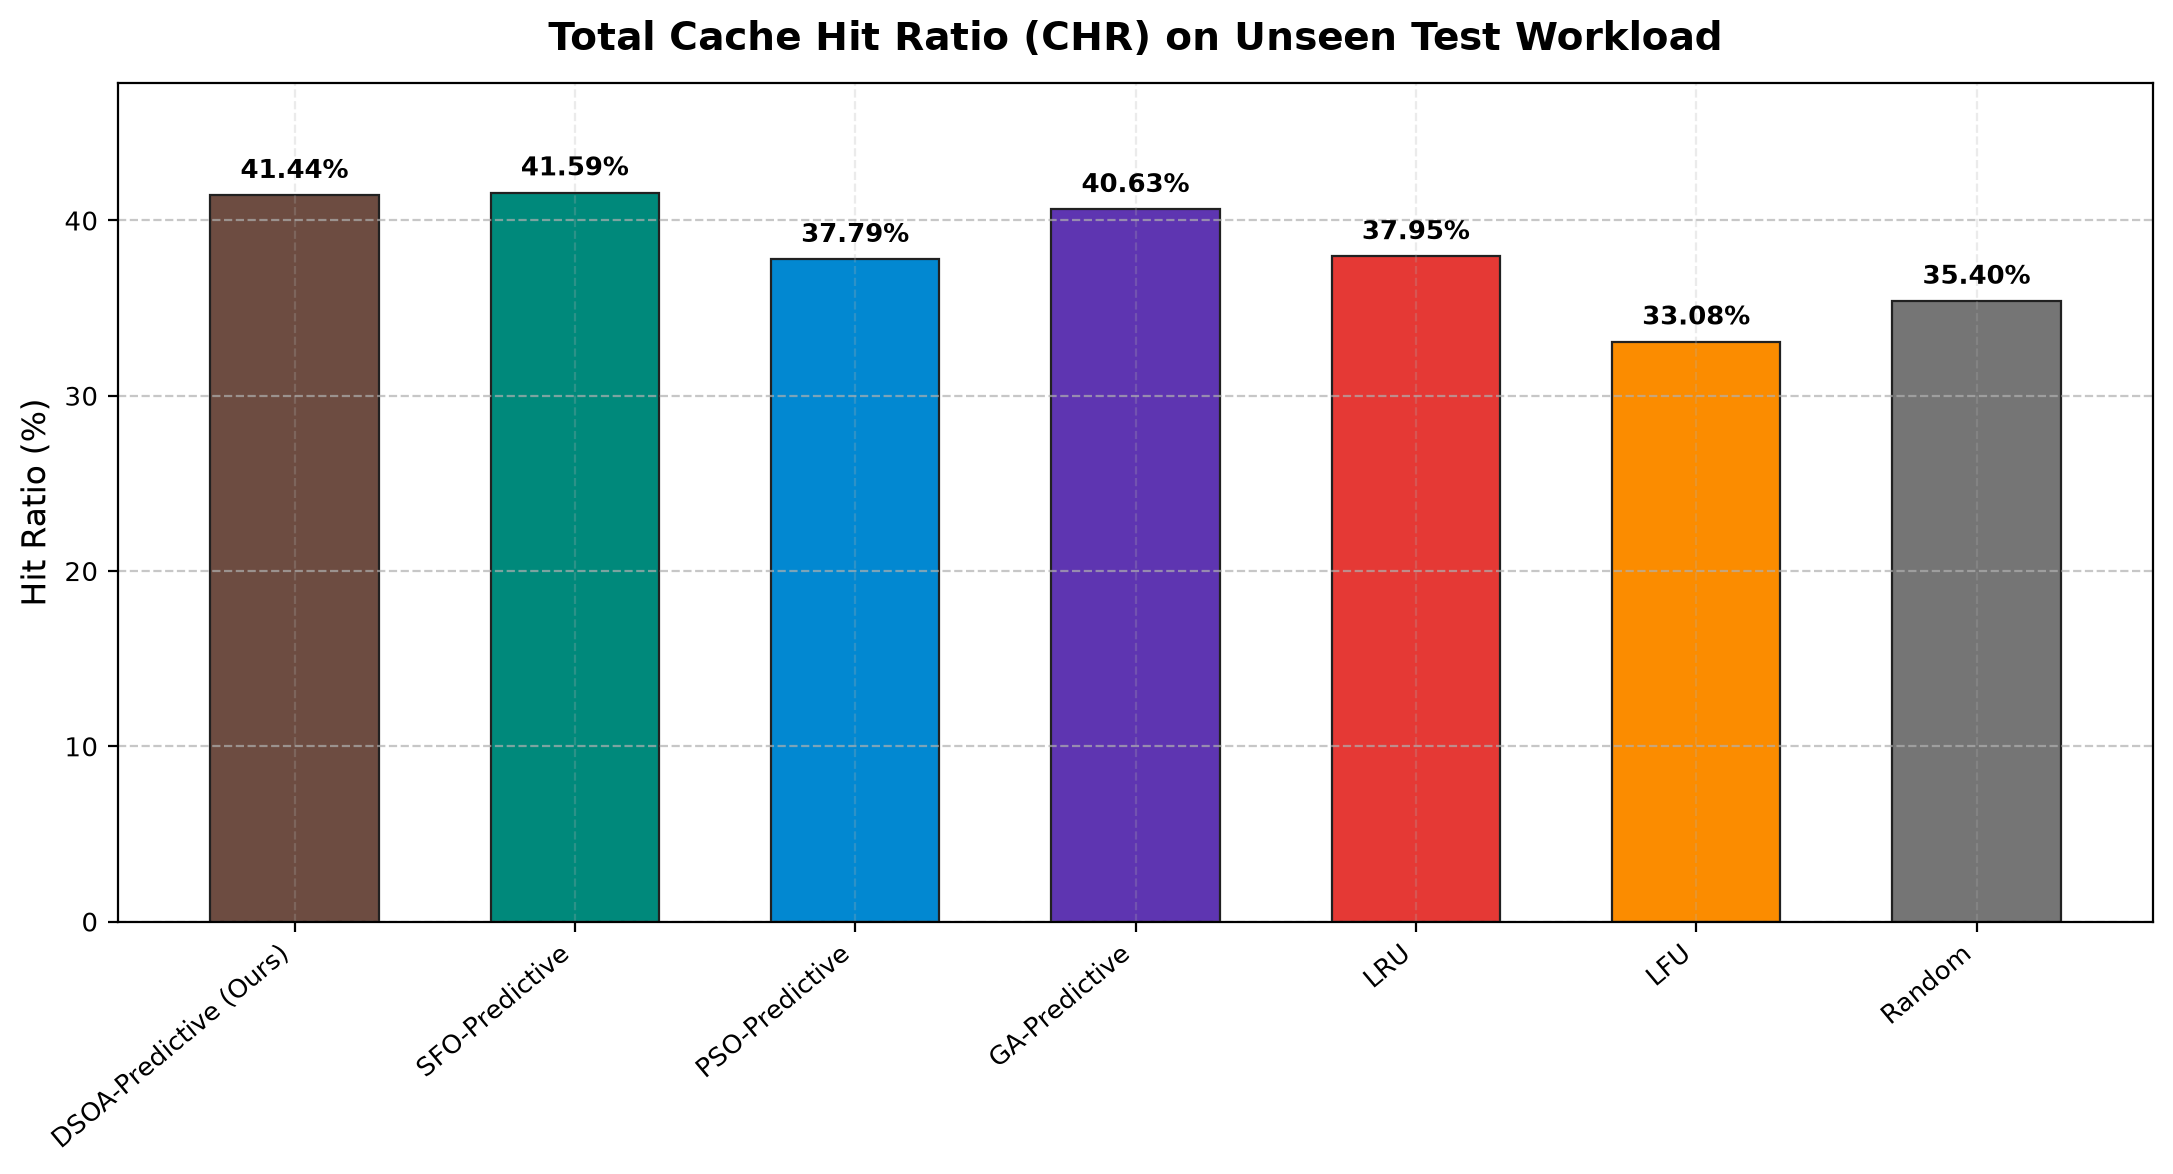 Total Cache Hit Ratio (CHR) on Unseen Test Workload
Hit Ratio (%)
40
30
20
10
0
41.44%
41.59%
37.79%
40.63%
37.95%
33.08%
35.40%
DSOA-Predictive (Ours)
SFO-Predictive
PSO-Predictive
GA-Predictive
LRU
LFU
Random